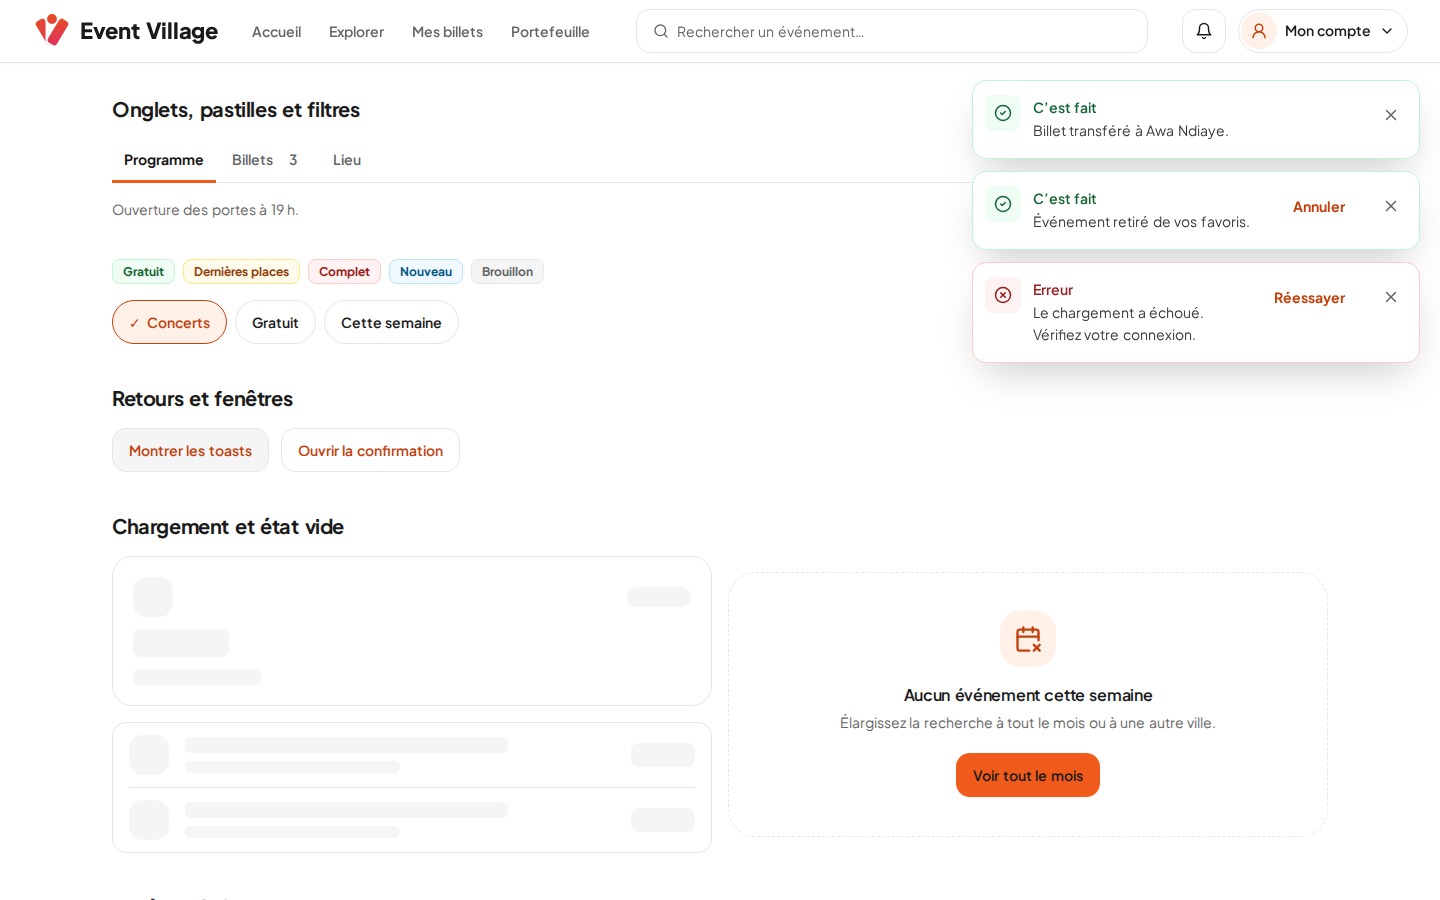 Event Village
Accueil
Explorer
Mes billets
Portefeuille
Rechercher un événement…
Mon compte
Onglets, pastilles et filtres
Programme
Billets 3
Lieu
Ouverture des portes à 19 h.
Gratuit
Dernières places
Complet
Nouveau
Brouillon
✓ Concerts
Gratuit
Cette semaine
C’est fait
Billet transféré à Awa Ndiaye.
C’est fait
Événement retiré de vos favoris.
Annuler
Erreur
Le chargement a échoué.
Vérifiez votre connexion.
Réessayer
Retours et fenêtres
Montrer les toasts
Ouvrir la confirmation
Chargement et état vide
Aucun événement cette semaine
Élargissez la recherche à tout le mois ou à une autre ville.
Voir tout le mois